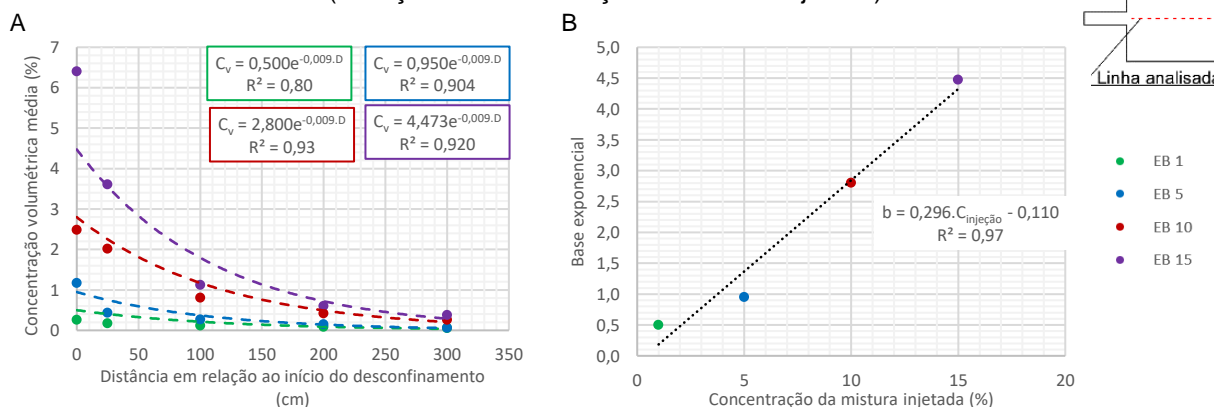 A
Concentração volumétrica média (%)
7
6
5
4
3
2
1
0
C_v = 0,500e^-0,009.D
R² = 0,80
C_v = 0,950e^-0,009.D
R² = 0,904
C_v = 2,800e^-0,009.D
R² = 0,93
C_v = 4,473e^-0,009.D
R² = 0,920
0 50 100 150 200 250 300 350
Distância em relação ao início do desconfinamento
(cm)
B
Base exponencial
5,0
4,5
4,0
3,5
3,0
2,5
2,0
1,5
1,0
0,5
0,0
b = 0,296.C_injeção - 0,110
R² = 0,97
0 5 10 15 20
Concentração da mistura injetada (%)
Linha analisada
EB 1
EB 5
EB 10
EB 15